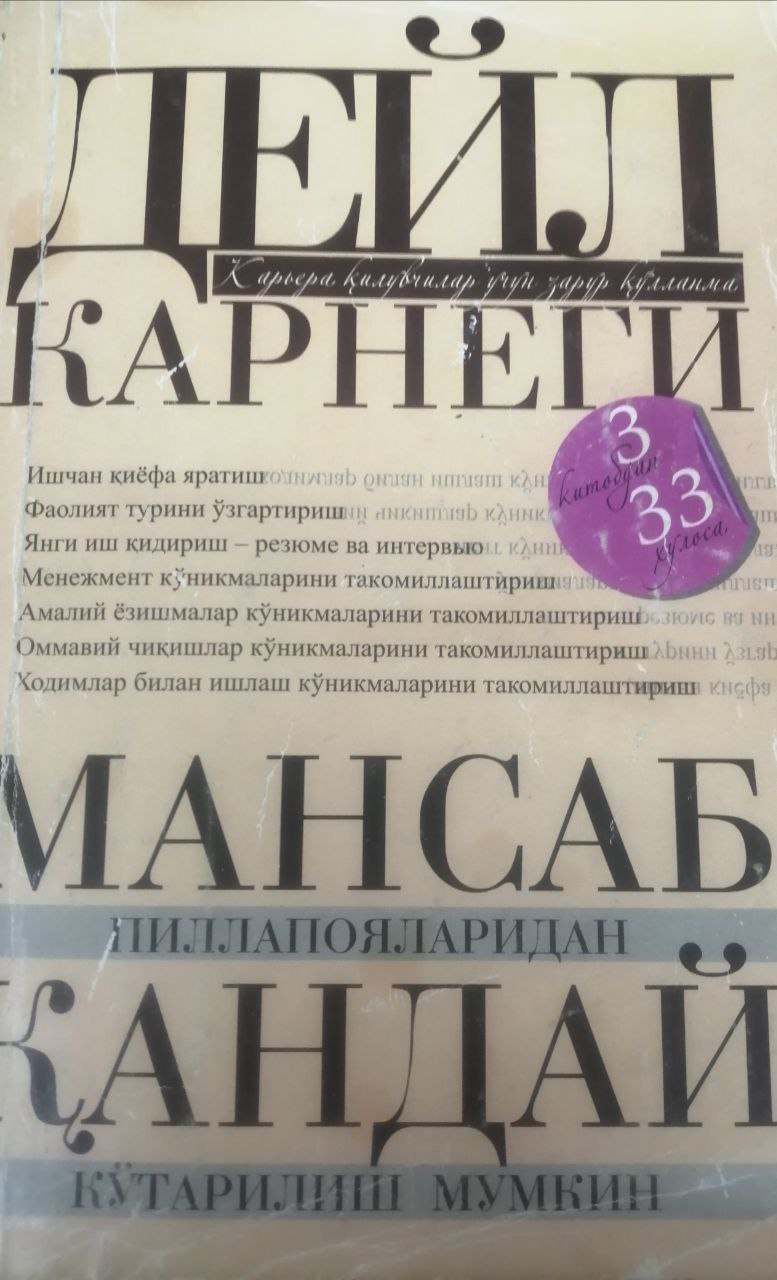 ДЕЙЛ
Карьера қилувчилар учун зарур қўлланма
КАРНЕГИ
3
китобдан
33
хулоса
Ишчан қиёфа яратиш
Фаолият турини ўзгартириш
Янги иш қидириш – резюме ва интервью
Менежмент кўникмаларини такомиллаштириш
Амалий ёзишмалар кўникмаларини такомиллаштириш
Оммавий чиқишлар кўникмаларини такомиллаштириш
Ходимлар билан ишлаш кўникмаларини такомиллаштириш
МАНСАБ
ПИЛЛАПОЯЛАРИДАН
ҚАНДАЙ
КЎТАРИЛИШ МУМКИН